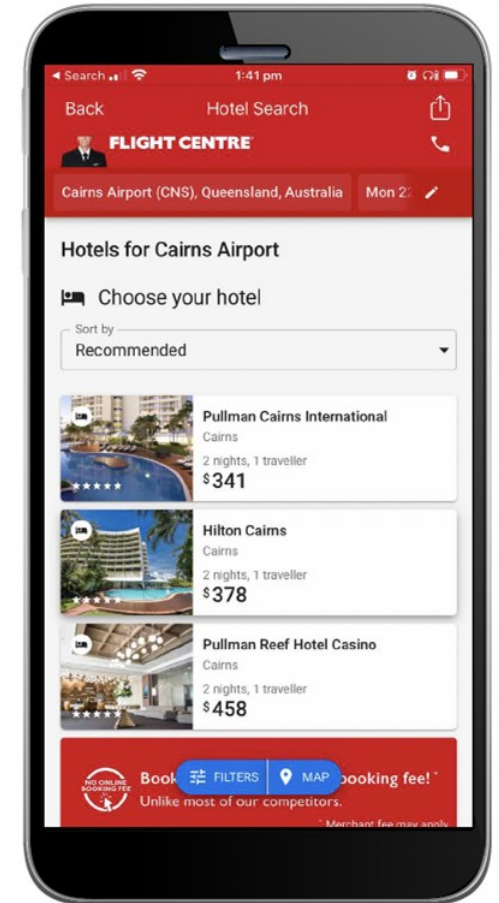 Search
1:41 pm
Back
Hotel Search
FLIGHT CENTRE
Cairns Airport (CNS), Queensland, Australia
Mon 22
Hotels for Cairns Airport
Choose your hotel
Sort by
Recommended
Pullman Cairns International
Cairns
2 nights, 1 traveller
$341
Hilton Cairns
Cairns
2 nights, 1 traveller
$378
Pullman Reef Hotel Casino
Cairns
2 nights, 1 traveller
$458
NO ONLINE
BOOKING FEE
Book
FILTERS
MAP
booking fee! ^
Unlike most of our competitors.
^ Merchant fee may apply